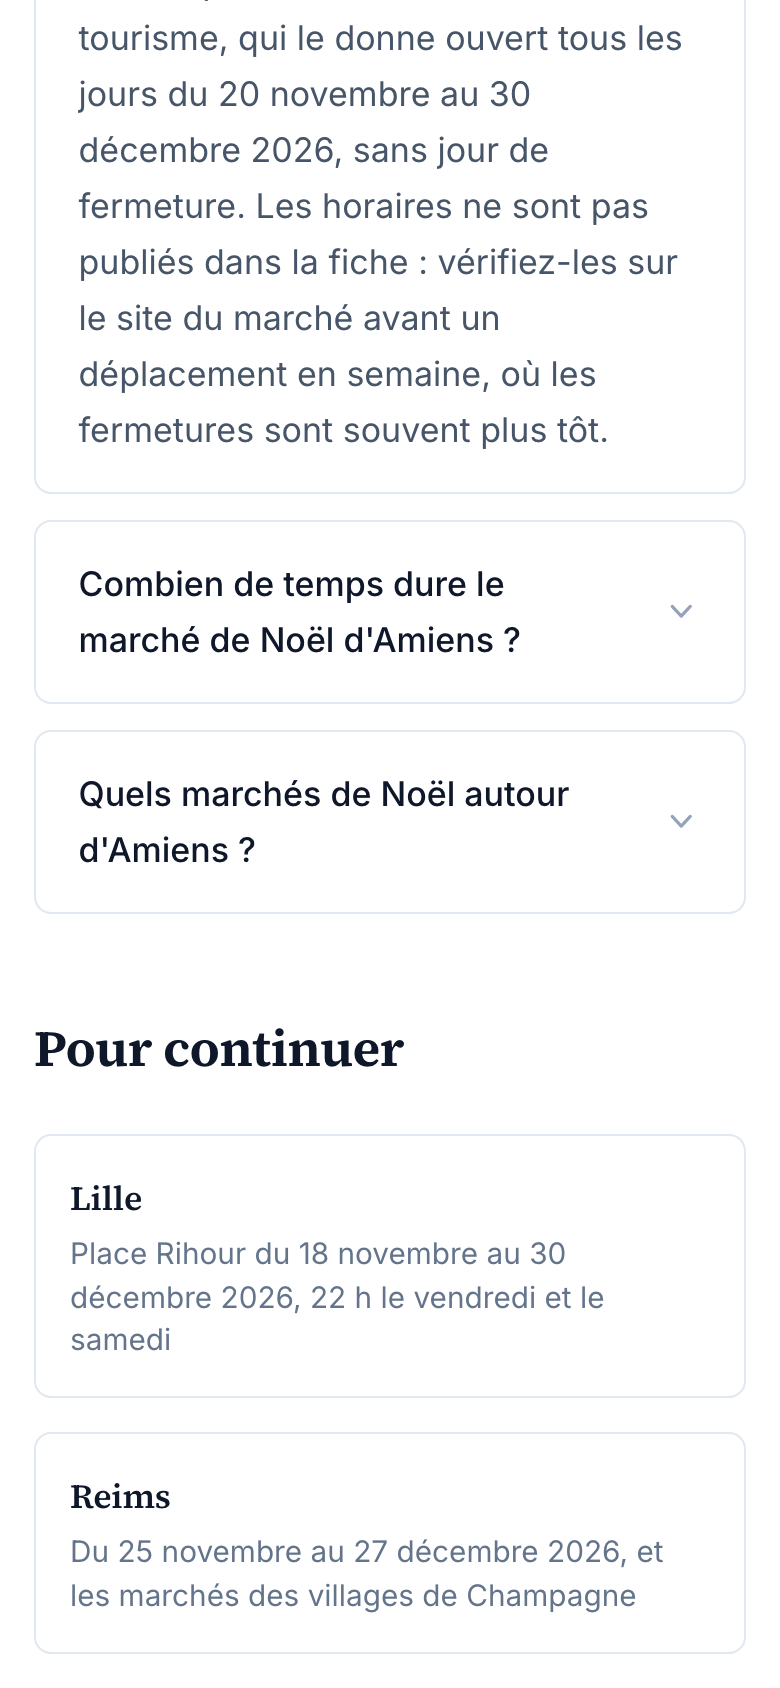 tourisme, qui le donne ouvert tous les
jours du 20 novembre au 30
décembre 2026, sans jour de
fermeture. Les horaires ne sont pas
publiés dans la fiche : vérifiez-les sur
le site du marché avant un
déplacement en semaine, où les
fermetures sont souvent plus tôt.
Combien de temps dure le
marché de Noël d'Amiens ?
Quels marchés de Noël autour
d'Amiens ?
Pour continuer
Lille
Place Rihour du 18 novembre au 30
décembre 2026, 22 h le vendredi et le
samedi
Reims
Du 25 novembre au 27 décembre 2026, et
les marchés des villages de Champagne